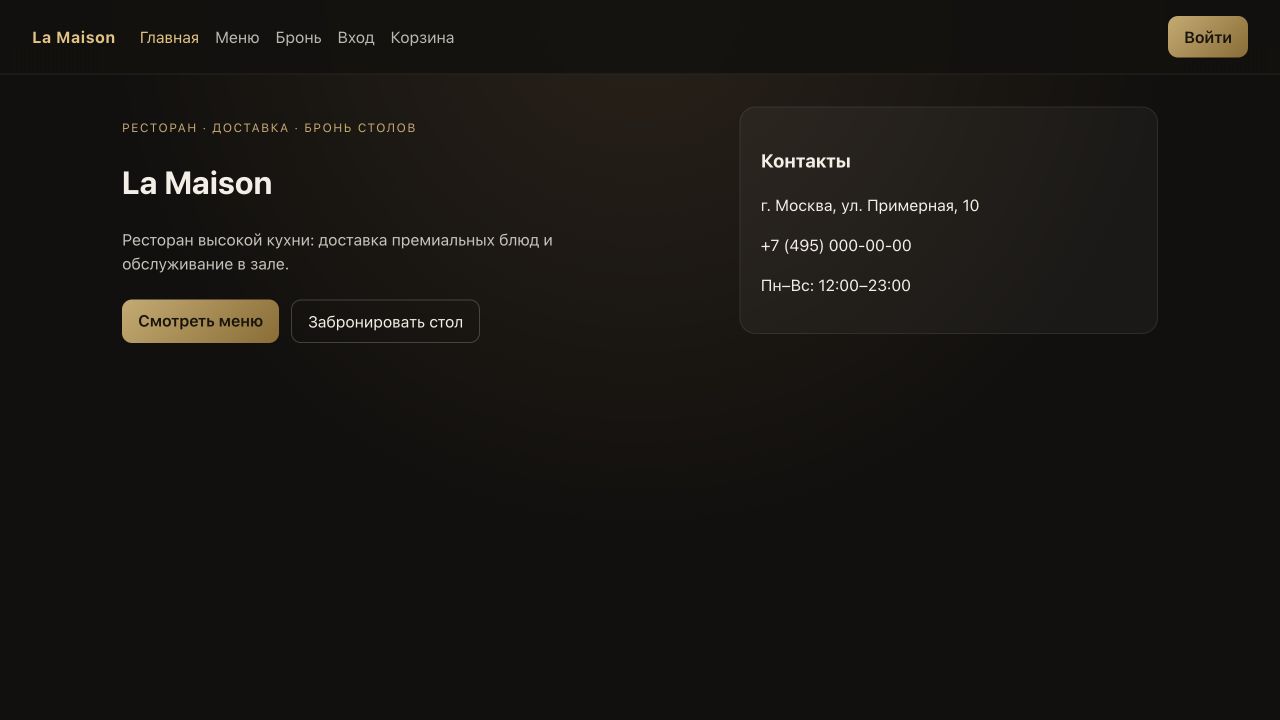 La Maison
Главная
Меню
Бронь
Вход
Корзина
Войти
РЕСТОРАН · ДОСТАВКА · БРОНЬ СТОЛОВ
La Maison
Ресторан высокой кухни: доставка премиальных блюд и
обслуживание в зале.
Смотреть меню
Забронировать стол
Контакты
г. Москва, ул. Примерная, 10
+7 (495) 000-00-00
Пн–Вс: 12:00–23:00